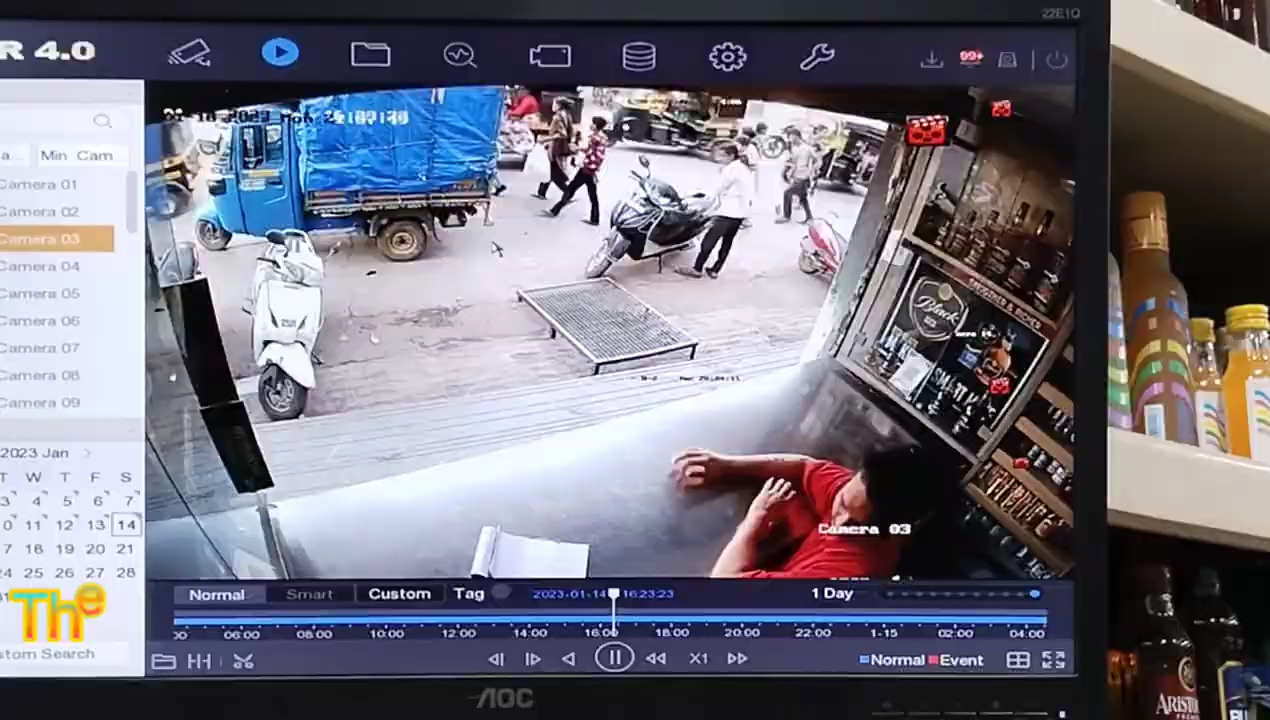 22E1Q
R 4.0
99+
Min Cam
Camera 01
Camera 02
Camera 03
Camera 04
Camera 05
Camera 06
Camera 07
Camera 08
Camera 09
2023 Jan
T W T F S
3 4 5 6 7
0 11 12 13 14
7 18 19 20 21
24 25 26 27 28
The
stom Search
Black
SMOOTHER & RICHER
Camera 03
Normal Smart Custom Tag 2023-01-14 16:23:23 1 Day
00 06:00 08:00 10:00 12:00 14:00 16:00 18:00 20:00 22:00 1-15 02:00 04:00
X1
Normal Event
AOC
ARISTO